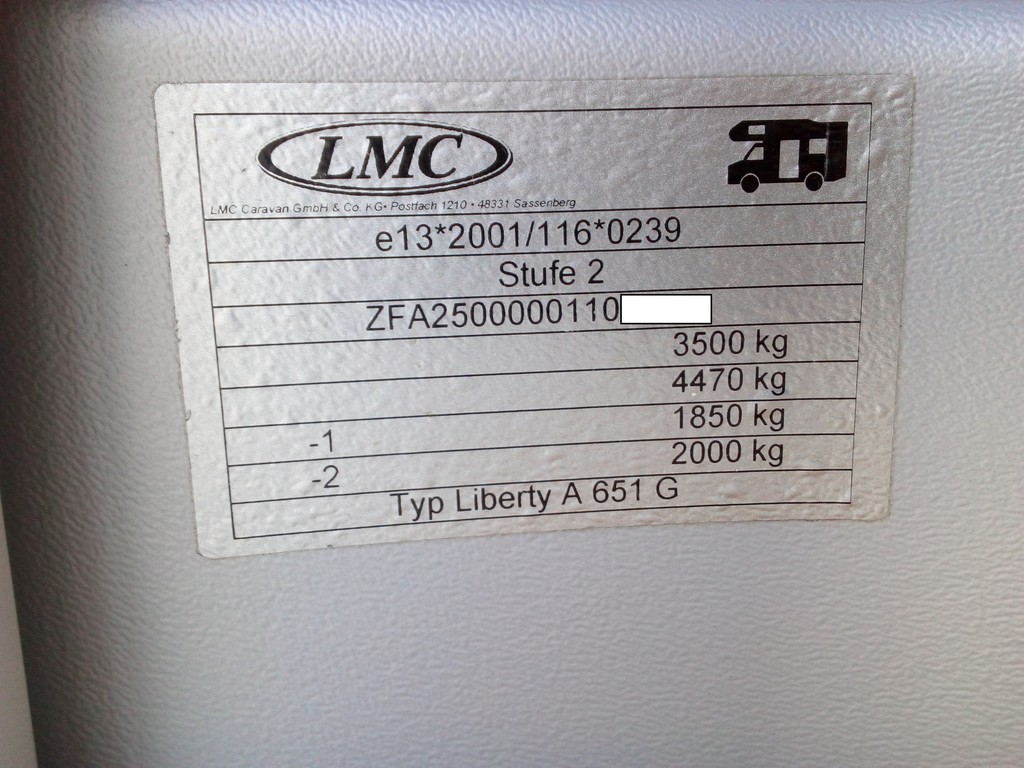 LMC
LMC Caravan GmbH & Co. KG• Postfach 1210 • 48331 Sassenberg
e13*2001/116*0239
Stufe 2
ZFA2500000110
3500 kg
4470 kg
-1 1850 kg
-2 2000 kg
Typ Liberty A 651 G